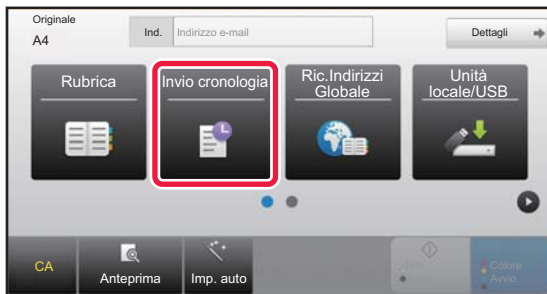 Originale
A4
Ind.
Indirizzo e-mail
Dettagli
Rubrica
Invio cronologia
Ric.Indirizzi
Globale
Unità
locale/USB
CA
Anteprima
Imp. auto
B/N
Avvio
Colore
Avvio